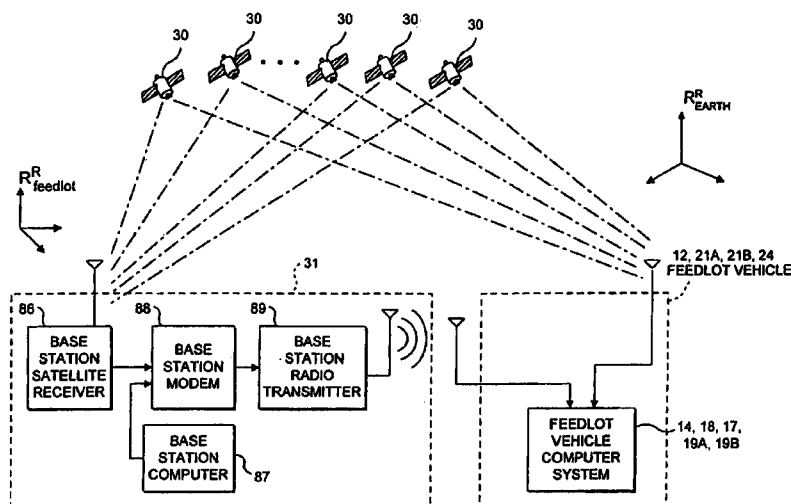 30
30
30
30
30
R^R_EARTH
R^R_feedlot
31
12, 21A, 21B, 24
FEEDLOT VEHICLE
86
88
89
BASE
STATION
SATELLITE
RECEIVER
BASE
STATION
MODEM
BASE
STATION
RADIO
TRANSMITTER
BASE
STATION
COMPUTER
87
FEEDLOT
VEHICLE
COMPUTER
SYSTEM
14, 18, 17,
19A, 19B